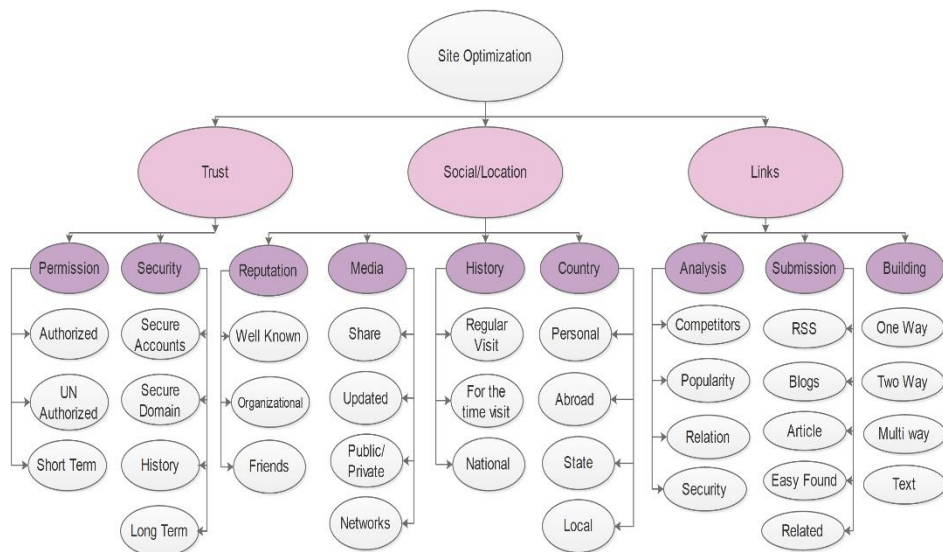 Site Optimization
Trust
Social/Location
Links
Permission
Security
Reputation
Media
History
Country
Analysis
Submission
Building
Authorized
UN
Authorized
Short Term
Secure
Accounts
Secure
Domain
History
Long Term
Well Known
Organizational
Friends
Share
Updated
Public/
Private
Networks
Regular
Visit
For the
time visit
National
Personal
Abroad
State
Local
Competitors
Popularity
Relation
Security
RSS
Blogs
Article
Easy Found
Related
One Way
Two Way
Multi way
Text